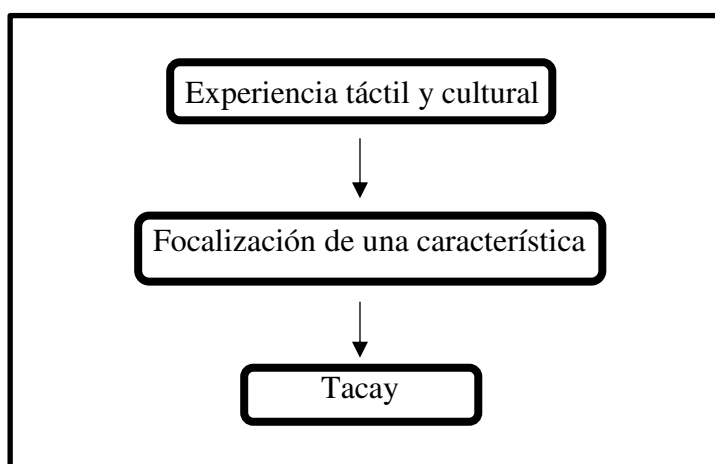 Experiencia táctil y cultural
Focalización de una característica
Tacay